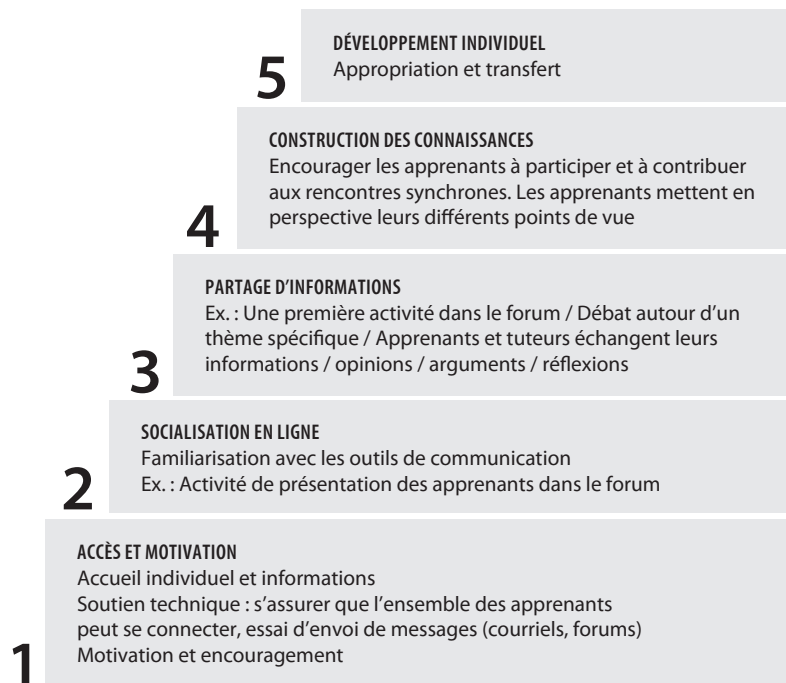 5
DÉVELOPPEMENT INDIVIDUEL
Appropriation et transfert
4
CONSTRUCTION DES CONNAISSANCES
Encourager les apprenants à participer et à contribuer
aux rencontres synchrones. Les apprenants mettent en
perspective leurs différents points de vue
3
PARTAGE D’INFORMATIONS
Ex. : Une première activité dans le forum / Débat autour d’un
thème spécifique / Apprenants et tuteurs échangent leurs
informations / opinions / arguments / réflexions
2
SOCIALISATION EN LIGNE
Familiarisation avec les outils de communication
Ex. : Activité de présentation des apprenants dans le forum
1
ACCÈS ET MOTIVATION
Accueil individuel et informations
Soutien technique : s’assurer que l’ensemble des apprenants
peut se connecter, essai d’envoi de messages (courriels, forums)
Motivation et encouragement